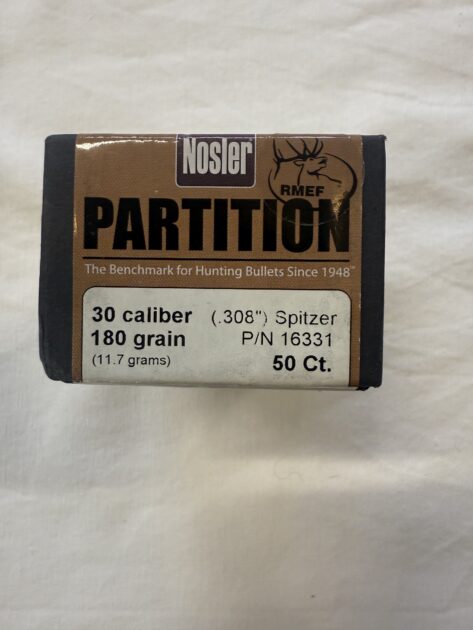 Nosler
RMEF
PARTITION
The Benchmark for Hunting Bullets Since 1948™
30 caliber (.308") Spitzer
180 grain P/N 16331
(11.7 grams) 50 Ct.